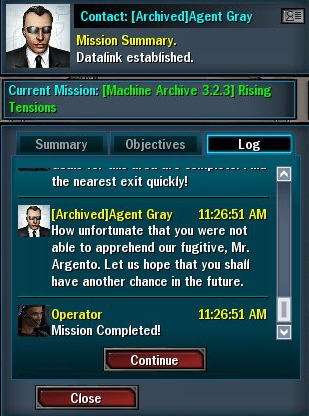 Contact: [Archived]Agent Gray
Mission Summary.
Datalink established.
Current Mission: [Machine Archive 3.2.3] Rising
Tensions
Summary
Objectives
Log
the nearest exit quickly!
[Archived]Agent Gray 11:26:51 AM
How unfortunate that you were not
able to apprehend our fugitive, Mr.
Argento. Let us hope that you shall
have another chance in the future.
Operator 11:26:51 AM
Mission Completed!
Continue
Close